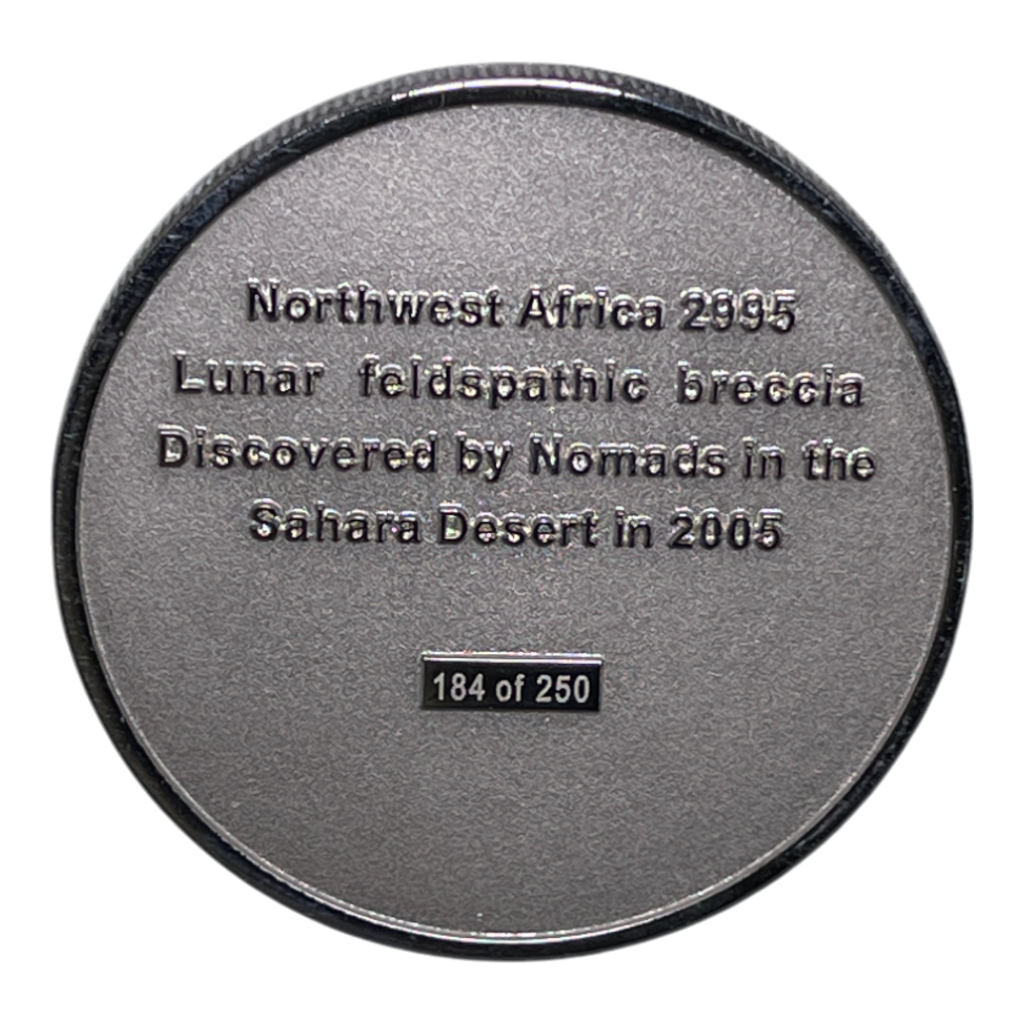 Northwest Africa 2995
Lunar feldspathic breccia
Discovered by Nomads in the
Sahara Desert in 2005
184 of 250